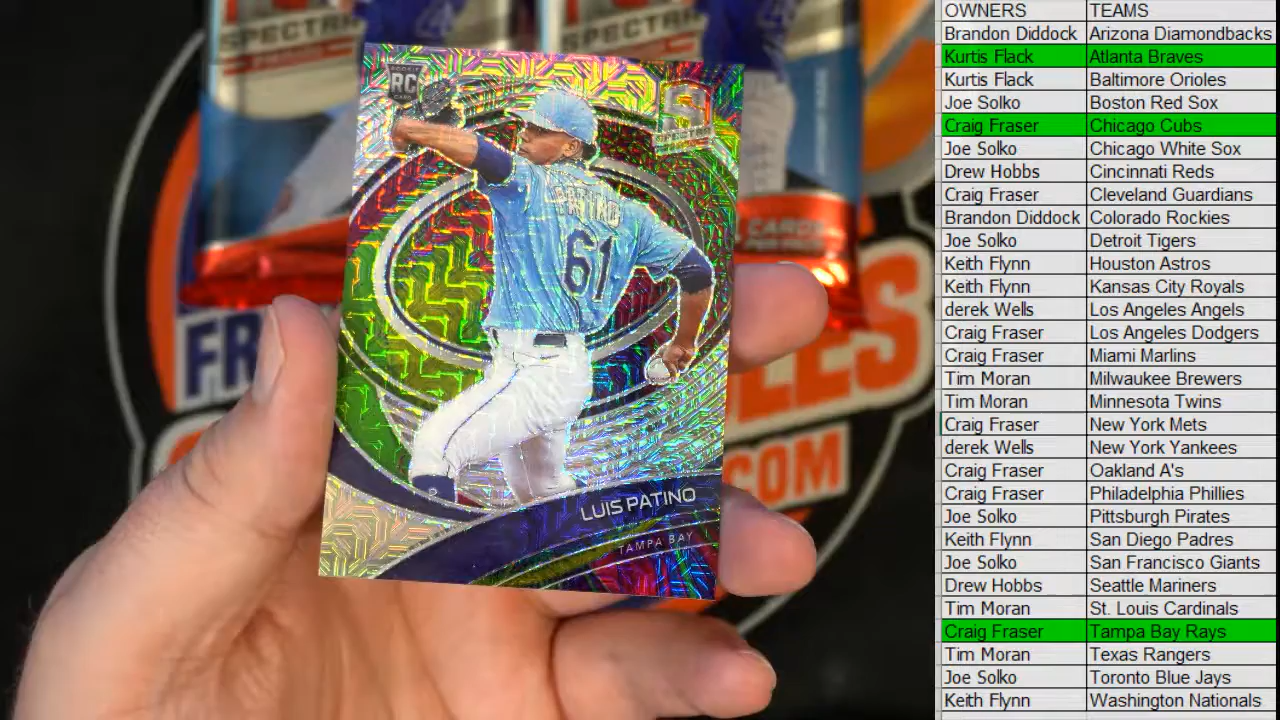 SPECTRA
ROOKIE
RC
CARD
SPECTRA
PATINO
61
LUIS PATINO
TAMPA BAY
CARDS
PER PACK
COM
OWNERS TEAMS
Brandon Diddock Arizona Diamondbacks
Kurtis Flack Atlanta Braves
Kurtis Flack Baltimore Orioles
Joe Solko Boston Red Sox
Craig Fraser Chicago Cubs
Joe Solko Chicago White Sox
Drew Hobbs Cincinnati Reds
Craig Fraser Cleveland Guardians
Brandon Diddock Colorado Rockies
Joe Solko Detroit Tigers
Keith Flynn Houston Astros
Keith Flynn Kansas City Royals
derek Wells Los Angeles Angels
Craig Fraser Los Angeles Dodgers
Craig Fraser Miami Marlins
Tim Moran Milwaukee Brewers
Tim Moran Minnesota Twins
Craig Fraser New York Mets
derek Wells New York Yankees
Craig Fraser Oakland A's
Craig Fraser Philadelphia Phillies
Joe Solko Pittsburgh Pirates
Keith Flynn San Diego Padres
Joe Solko San Francisco Giants
Drew Hobbs Seattle Mariners
Tim Moran St. Louis Cardinals
Craig Fraser Tampa Bay Rays
Tim Moran Texas Rangers
Joe Solko Toronto Blue Jays
Keith Flynn Washington Nationals